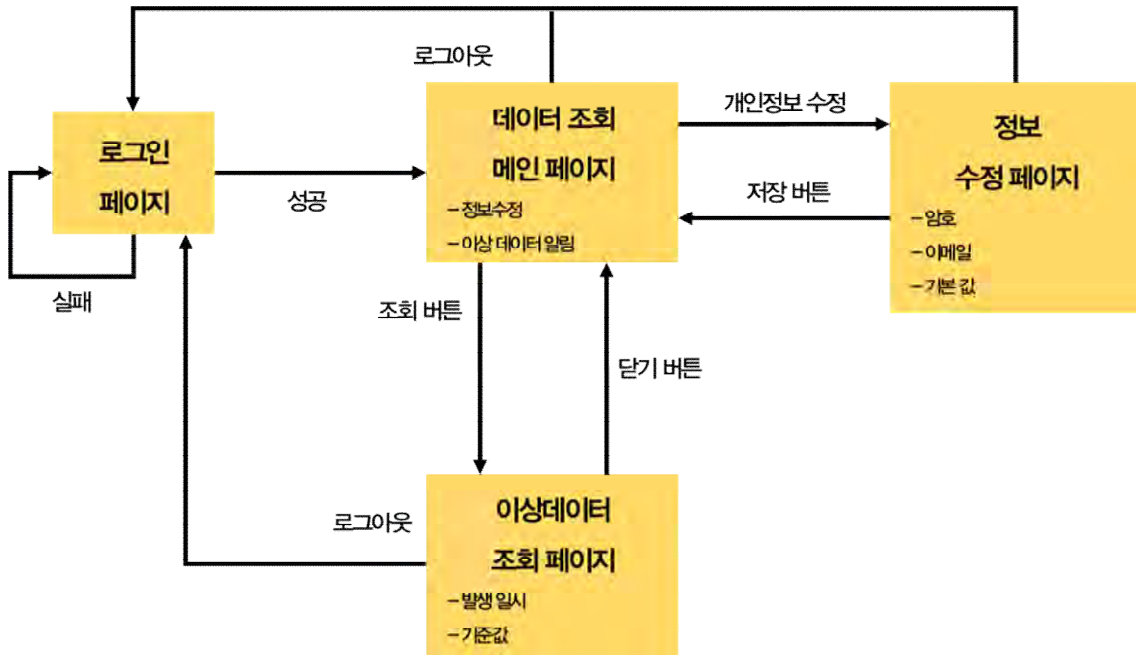 로그아웃
데이터 조회
메인 페이지
– 정보수정
– 이상 데이터 알림
개인정보 수정
정보
수정 페이지
– 암호
– 이메일
– 기본 값
로그인
페이지
성공
저장 버튼
실패
조회 버튼
닫기 버튼
로그아웃
이상데이터
조회 페이지
– 발생 일시
– 기준값